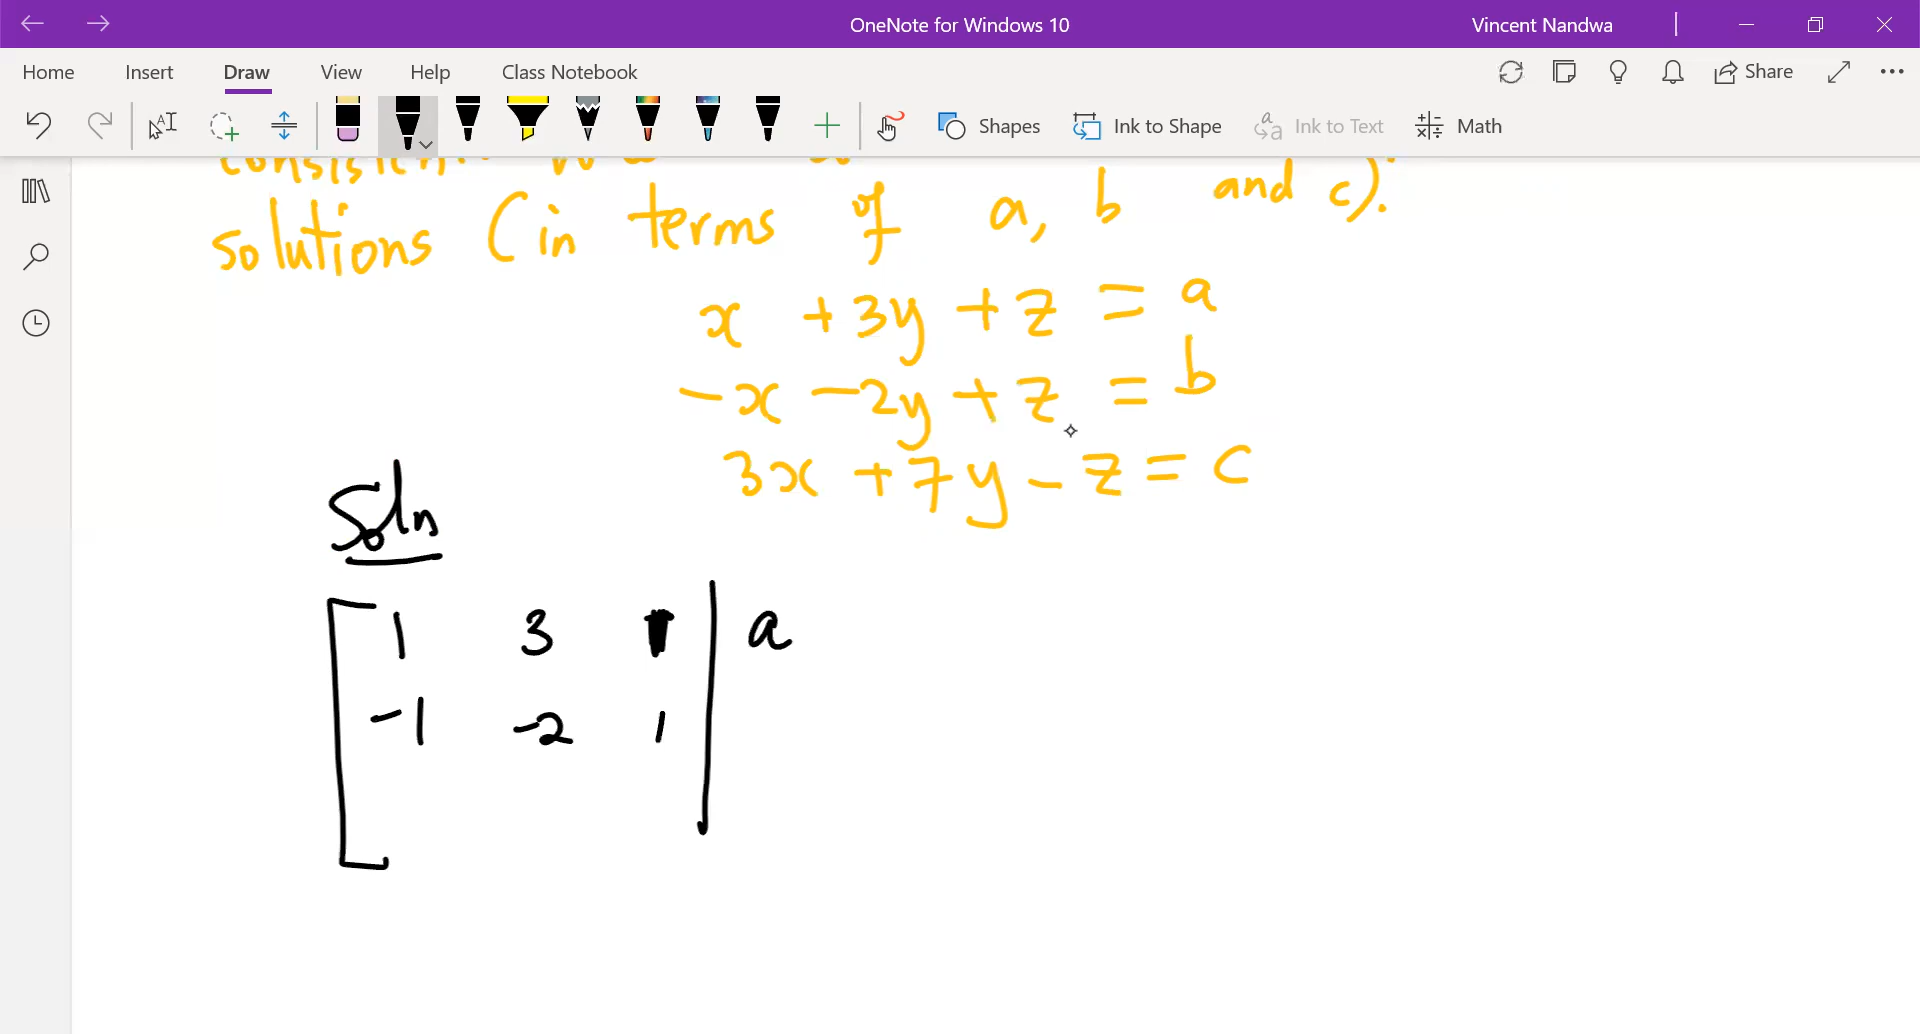 OneNote for Windows 10
Vincent Nandwa
Home Insert Draw View Help Class Notebook
Share
Shapes Ink to Shape Ink to Text Math
solutions (in terms of a, b and c).
x + 3y + z = a
-x - 2y + z = b
3x + 7y - z = c
Soln
1 3 1 a
-1 -2 1